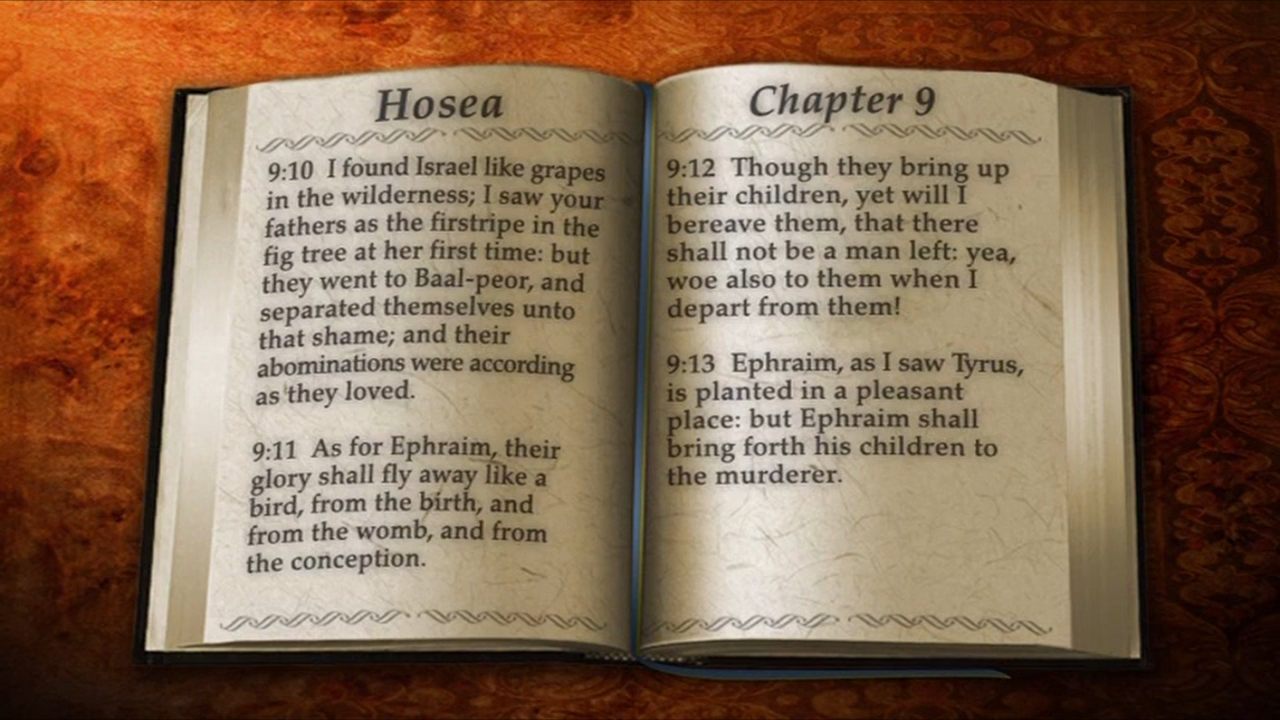 Hosea
9:10 I found Israel like grapes
in the wilderness; I saw your
fathers as the firstripe in the
fig tree at her first time: but
they went to Baal-peor, and
separated themselves unto
that shame; and their
abominations were according
as they loved.
9:11 As for Ephraim, their
glory shall fly away like a
bird, from the birth, and
from the womb, and from
the conception.
Chapter 9
9:12 Though they bring up
their children, yet will I
bereave them, that there
shall not be a man left: yea,
woe also to them when I
depart from them!
9:13 Ephraim, as I saw Tyrus,
is planted in a pleasant
place: but Ephraim shall
bring forth his children to
the murderer.